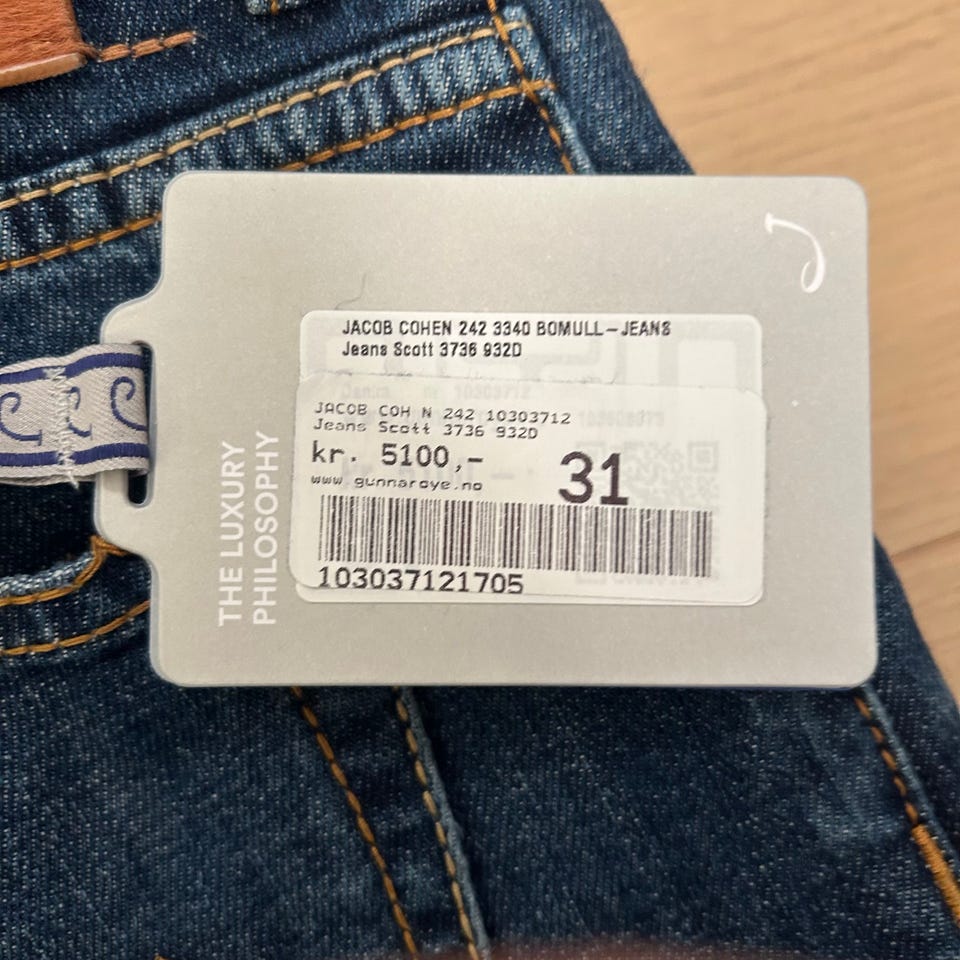 JACOB COHEN 242 3340 BOMULL-JEANS
Jeans Scott 3736 932D
JACOB COH N 242 10303712
Jeans Scott 3736 932D
kr. 5100,-
31
www.gunnaroye.no
103037121705
THE LUXURY
PHILOSOPHY
J